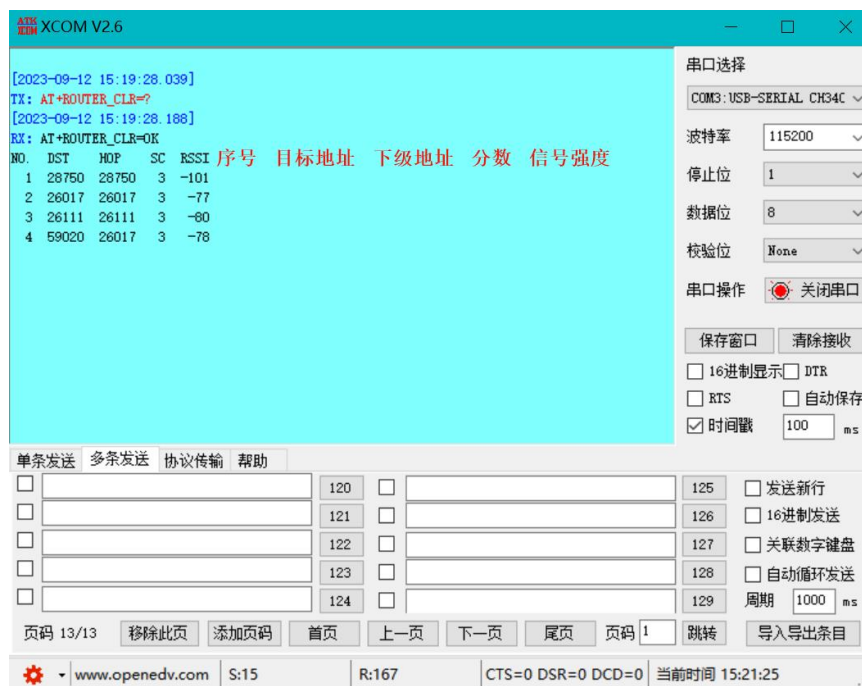 ATK XCOM XCOM V2.6
[2023-09-12 15:19:28.039]
TX: AT+ROUTER_CLR=?
[2023-09-12 15:19:28.188]
RX: AT+ROUTER_CLR=OK
NO. DST HOP SC RSSI 序号 目标地址 下级地址 分数 信号强度
1 28750 28750 3 -101
2 26017 26017 3 -77
3 26111 26111 3 -80
4 59020 26017 3 -78
串口选择
COM3:USB-SERIAL CH34C
波特率 115200
停止位 1
数据位 8
校验位 None
串口操作 关闭串口
保存窗口 清除接收
16进制显示 DTR
RTS 自动保存
时间戳 100 ms
单条发送 多条发送 协议传输 帮助
120 125 发送新行
121 126 16进制发送
122 127 关联数字键盘
123 128 自动循环发送
124 129 周期 1000 ms
页码 13/13 移除此页 添加页码 首页 上一页 下一页 尾页 页码 1 跳转 导入导出条目
www.openedv.com S:15 R:167 CTS=0 DSR=0 DCD=0 当前时间 15:21:25